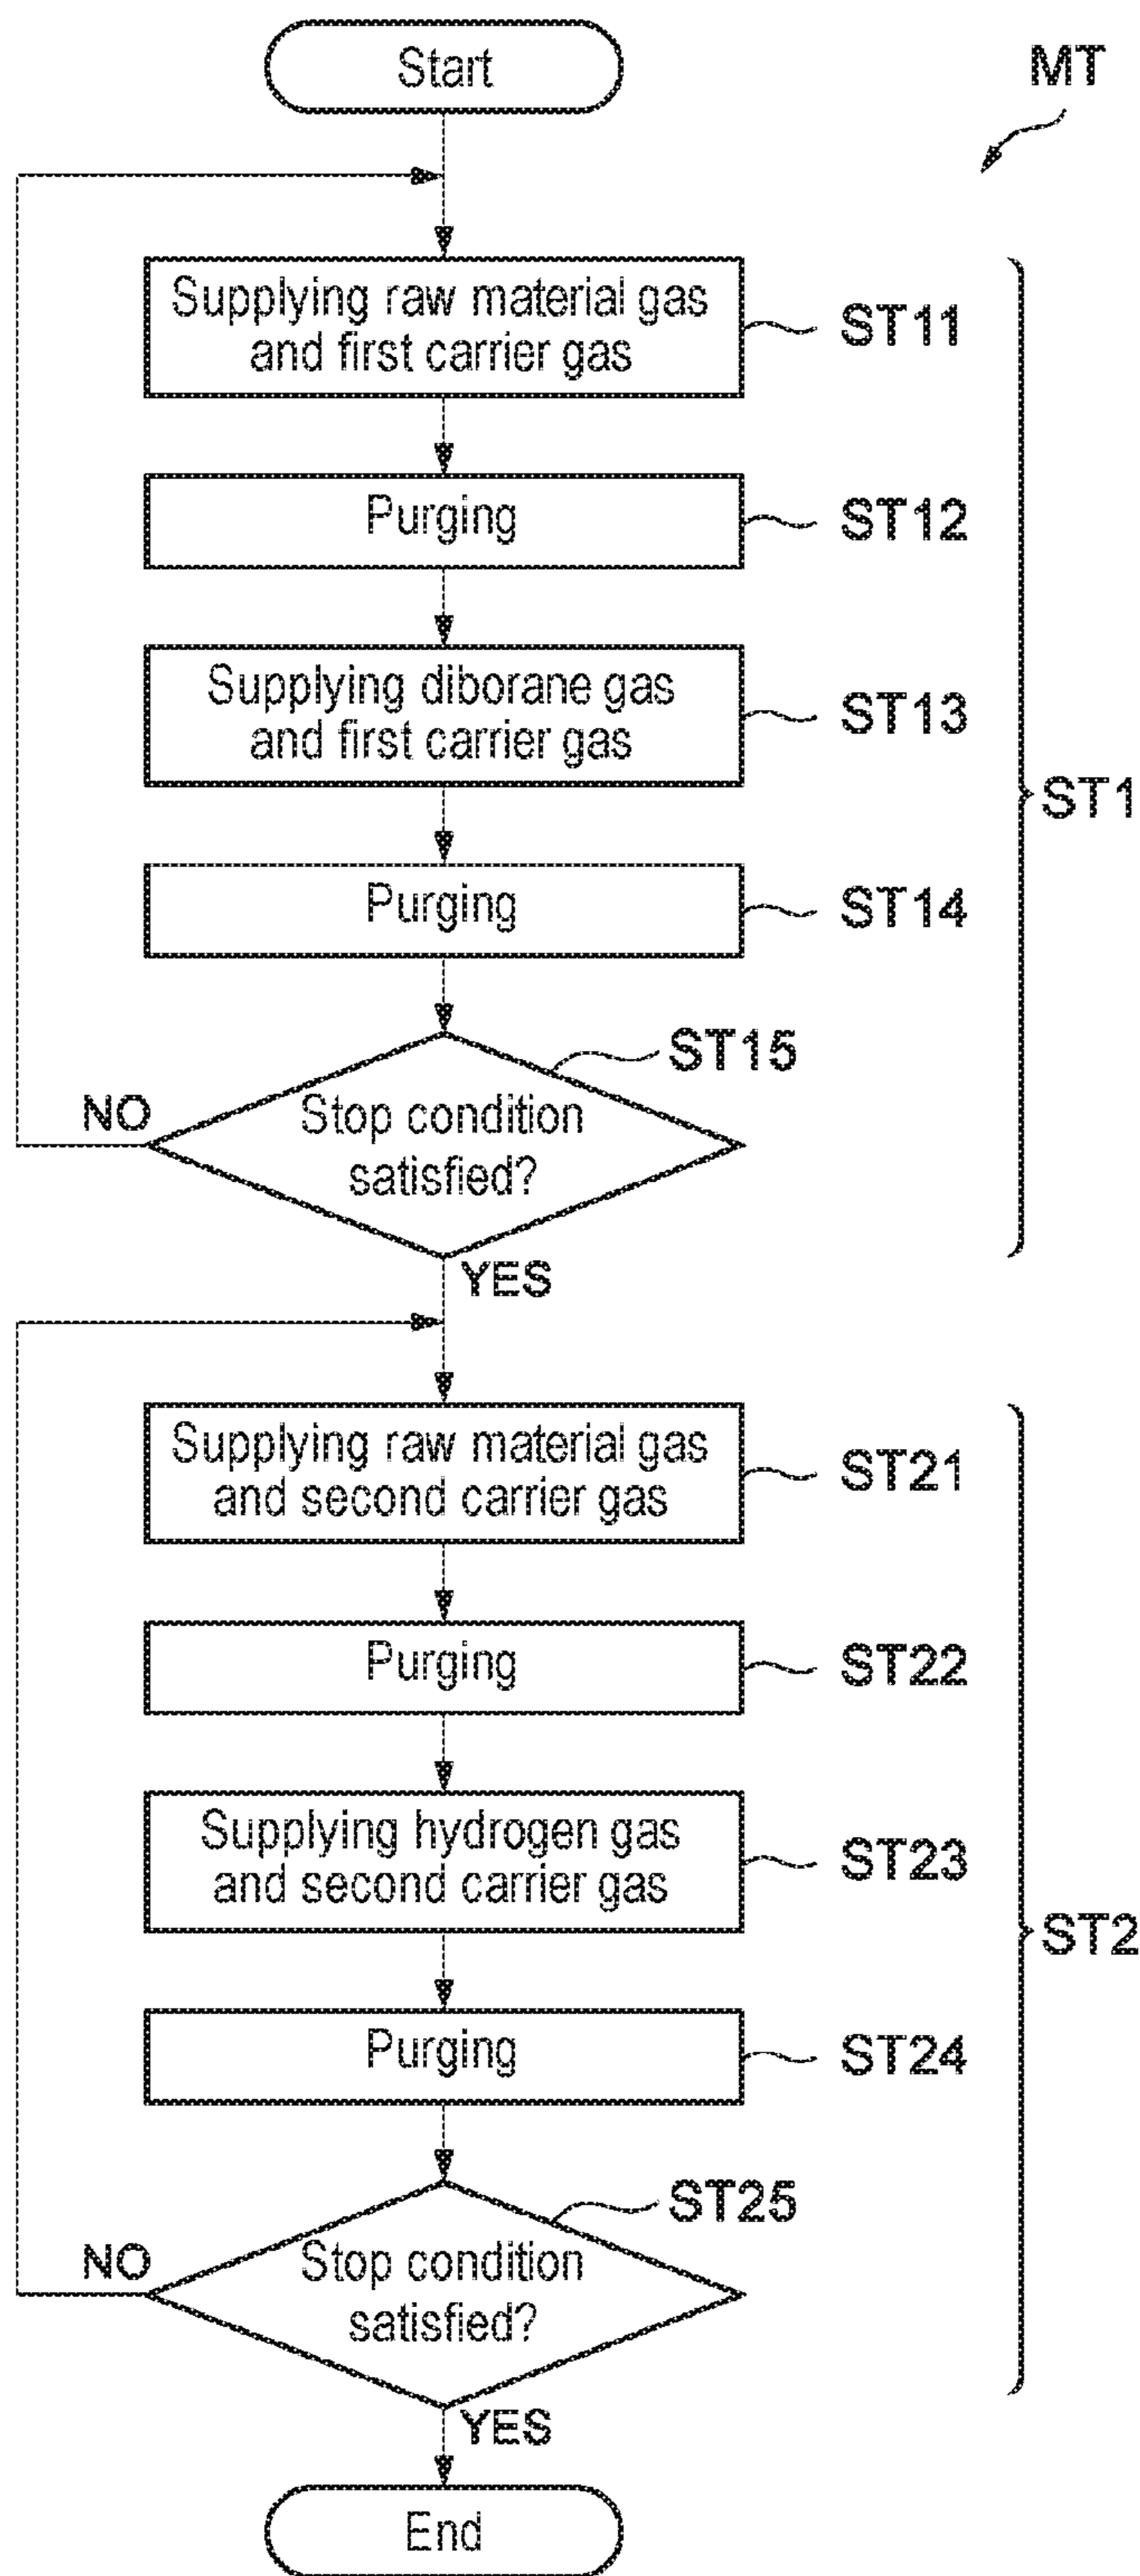 Start
MT
Supplying raw material gas
and first carrier gas
ST11
Purging
ST12
Supplying diborane gas
and first carrier gas
ST13
ST1
Purging
ST14
ST15
NO
Stop condition
satisfied?
YES
Supplying raw material gas
and second carrier gas
ST21
Purging
ST22
Supplying hydrogen gas
and second carrier gas
ST23
ST2
Purging
ST24
ST25
NO
Stop condition
satisfied?
YES
End